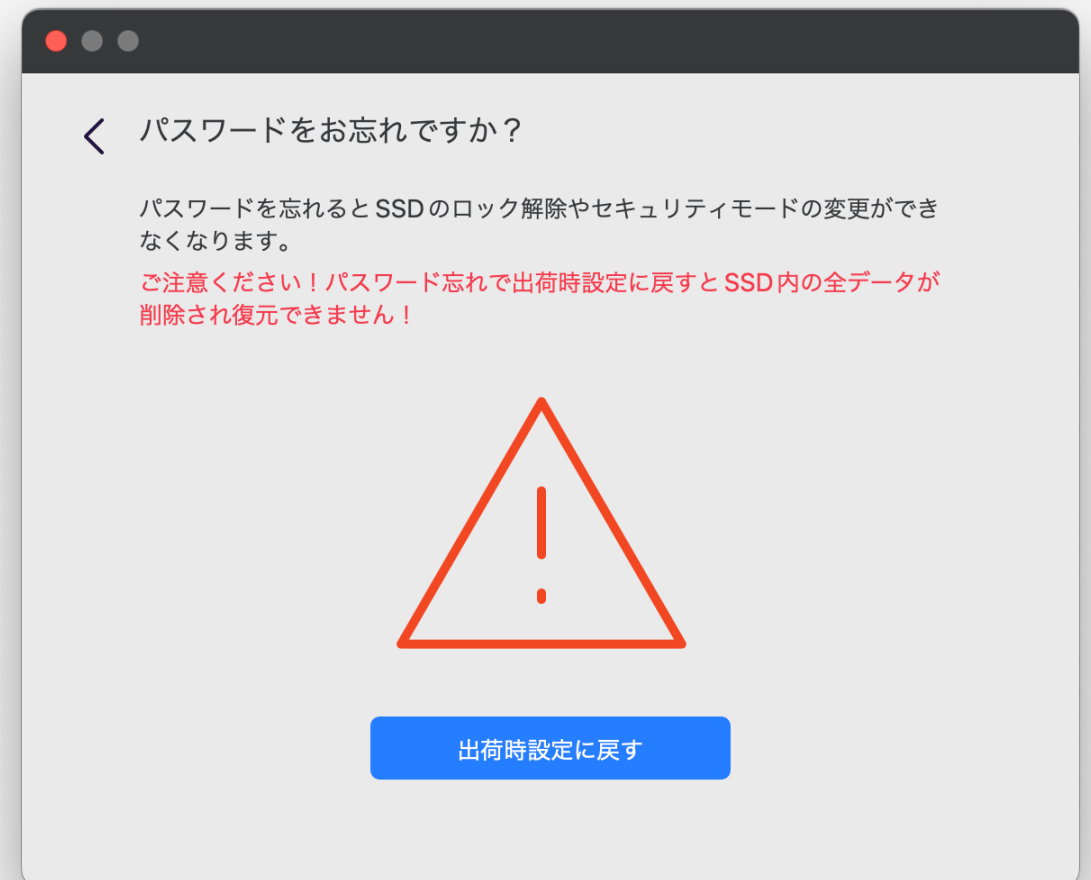 パスワードをお忘れですか？
パスワードを忘れるとSSDのロック解除やセキュリティモードの変更ができ
なくなります。
ご注意ください！パスワード忘れで出荷時設定に戻すとSSD内の全データが
削除され復元できません！
出荷時設定に戻す